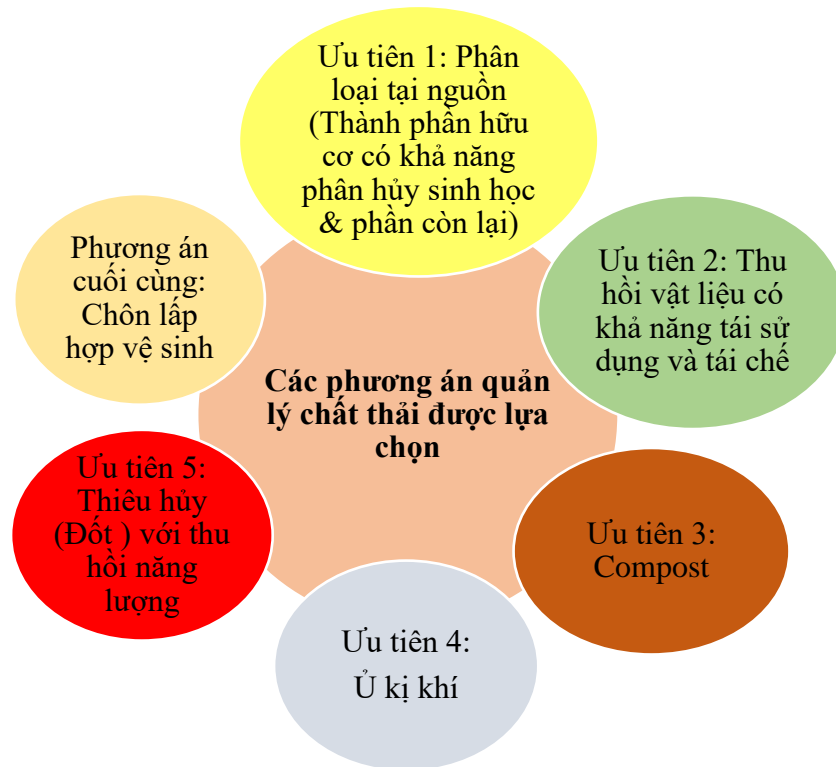 Ưu tiên 1: Phân
loại tại nguồn
(Thành phần hữu
cơ có khả năng
phân hủy sinh học
& phần còn lại)
Ưu tiên 2: Thu
hồi vật liệu có
khả năng tái sử
dụng và tái chế
Ưu tiên 3:
Compost
Ưu tiên 4:
Ủ kị khí
Ưu tiên 5:
Thiêu hủy
(Đốt ) với thu
hồi năng
lượng
Phương án
cuối cùng:
Chôn lấp
hợp vệ sinh
Các phương án quản
lý chất thải được lựa
chọn